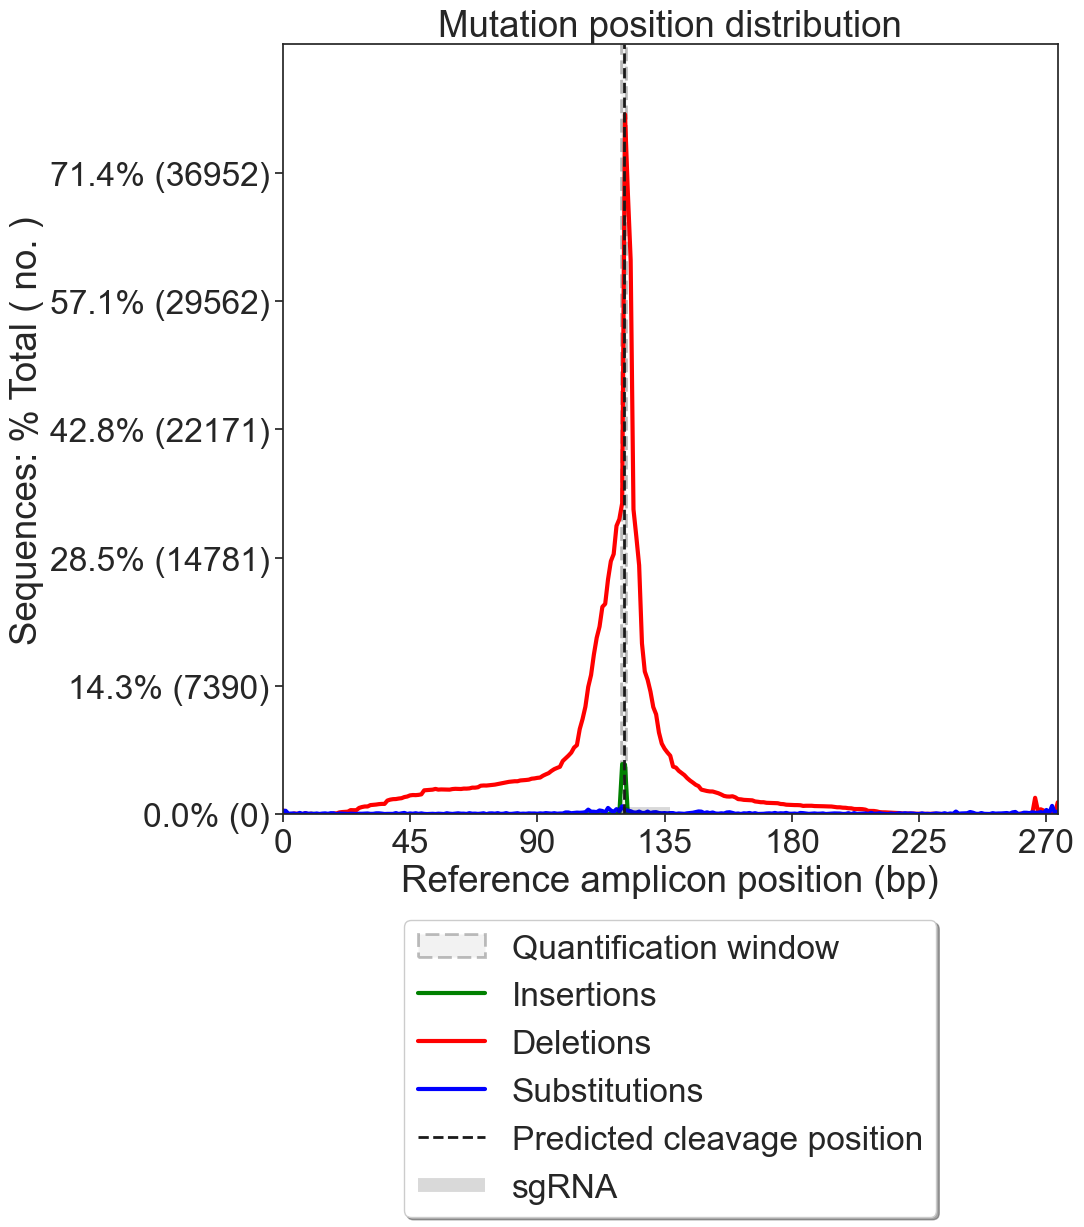 Mutation position distribution
Sequences: % Total ( no. )
71.4% (36952)
57.1% (29562)
42.8% (22171)
28.5% (14781)
14.3% (7390)
0.0% (0)
0 45 90 135 180 225 270
Reference amplicon position (bp)
Quantification window
Insertions
Deletions
Substitutions
Predicted cleavage position
sgRNA